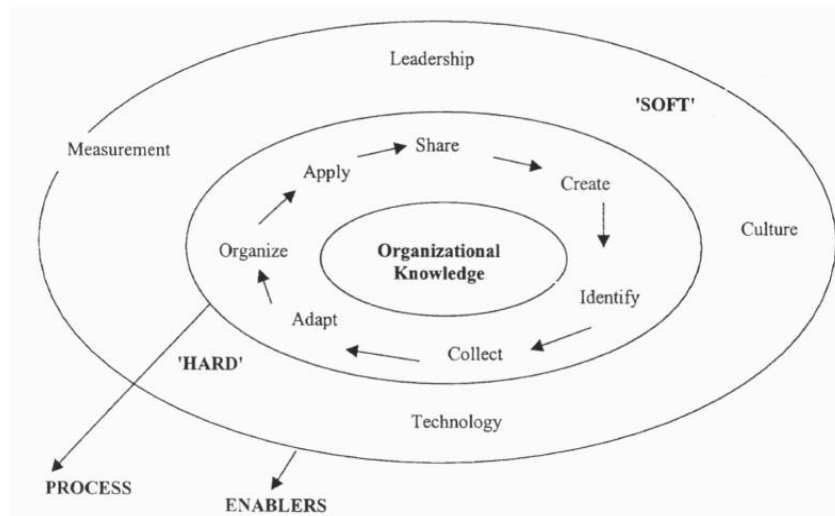 Leadership
'SOFT'
Measurement
Share
Apply
Create
Culture
Organize
Organizational
Knowledge
Identify
Adapt
Collect
'HARD'
Technology
PROCESS
ENABLERS